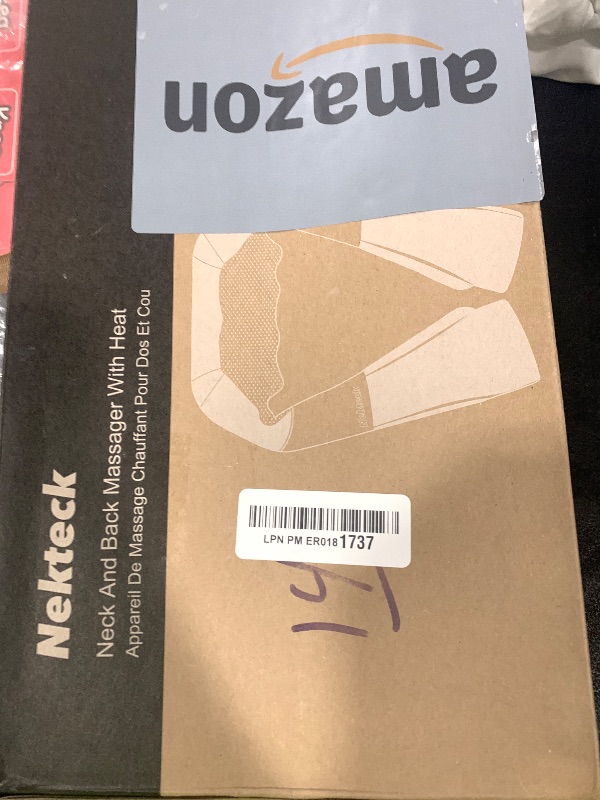 amazon
Nekteck
Neck And Back Massager With Heat
Appareil De Massage Chauffant Pour Dos Et Cou
LPN PM ER0181737